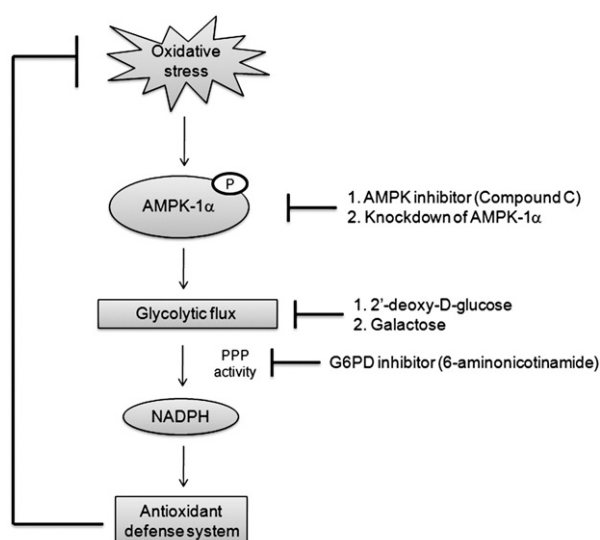 Oxidative
stress
P
AMPK-1α
1. AMPK inhibitor (Compound C)
2. Knockdown of AMPK-1α
Glycolytic flux
1. 2'-deoxy-D-glucose
2. Galactose
PPP
activity
G6PD inhibitor (6-aminonicotinamide)
NADPH
Antioxidant
defense system